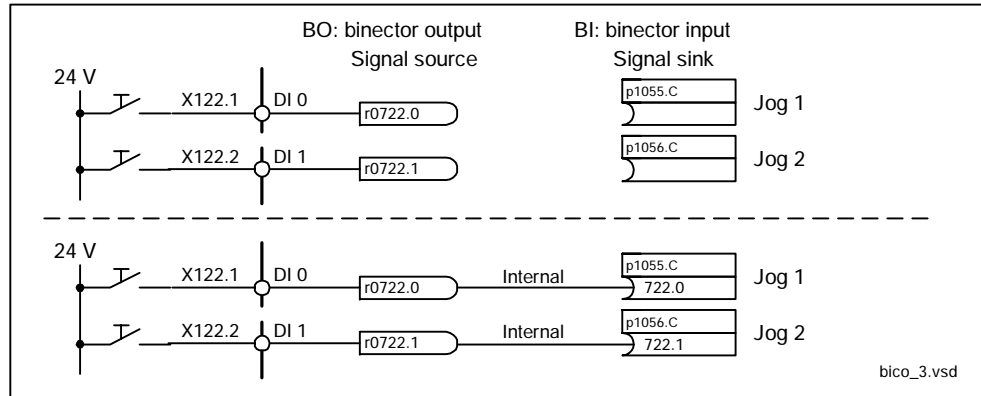 BO: binector output BI: binector input
Signal source Signal sink
24 V
X122.1 DI 0 r0722.0 p1055.C Jog 1
X122.2 DI 1 r0722.1 p1056.C Jog 2
24 V
X122.1 DI 0 r0722.0 Internal p1055.C 722.0 Jog 1
X122.2 DI 1 r0722.1 Internal p1056.C 722.1 Jog 2
bico_3.vsd